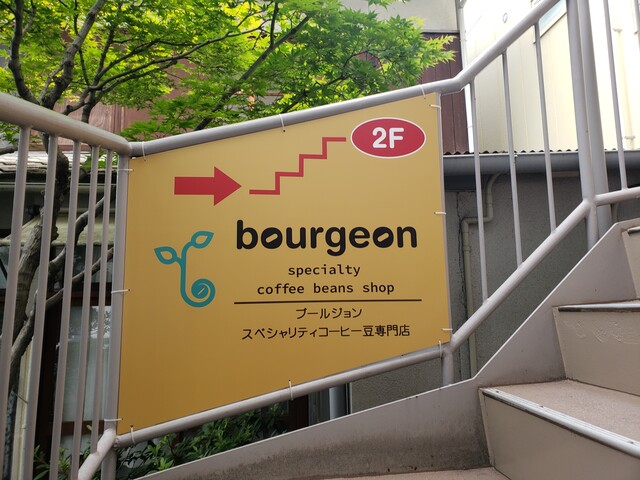 2F
bourgeon
specialty
coffee beans shop
ブールジョン
スペシャリティコーヒー豆専門店